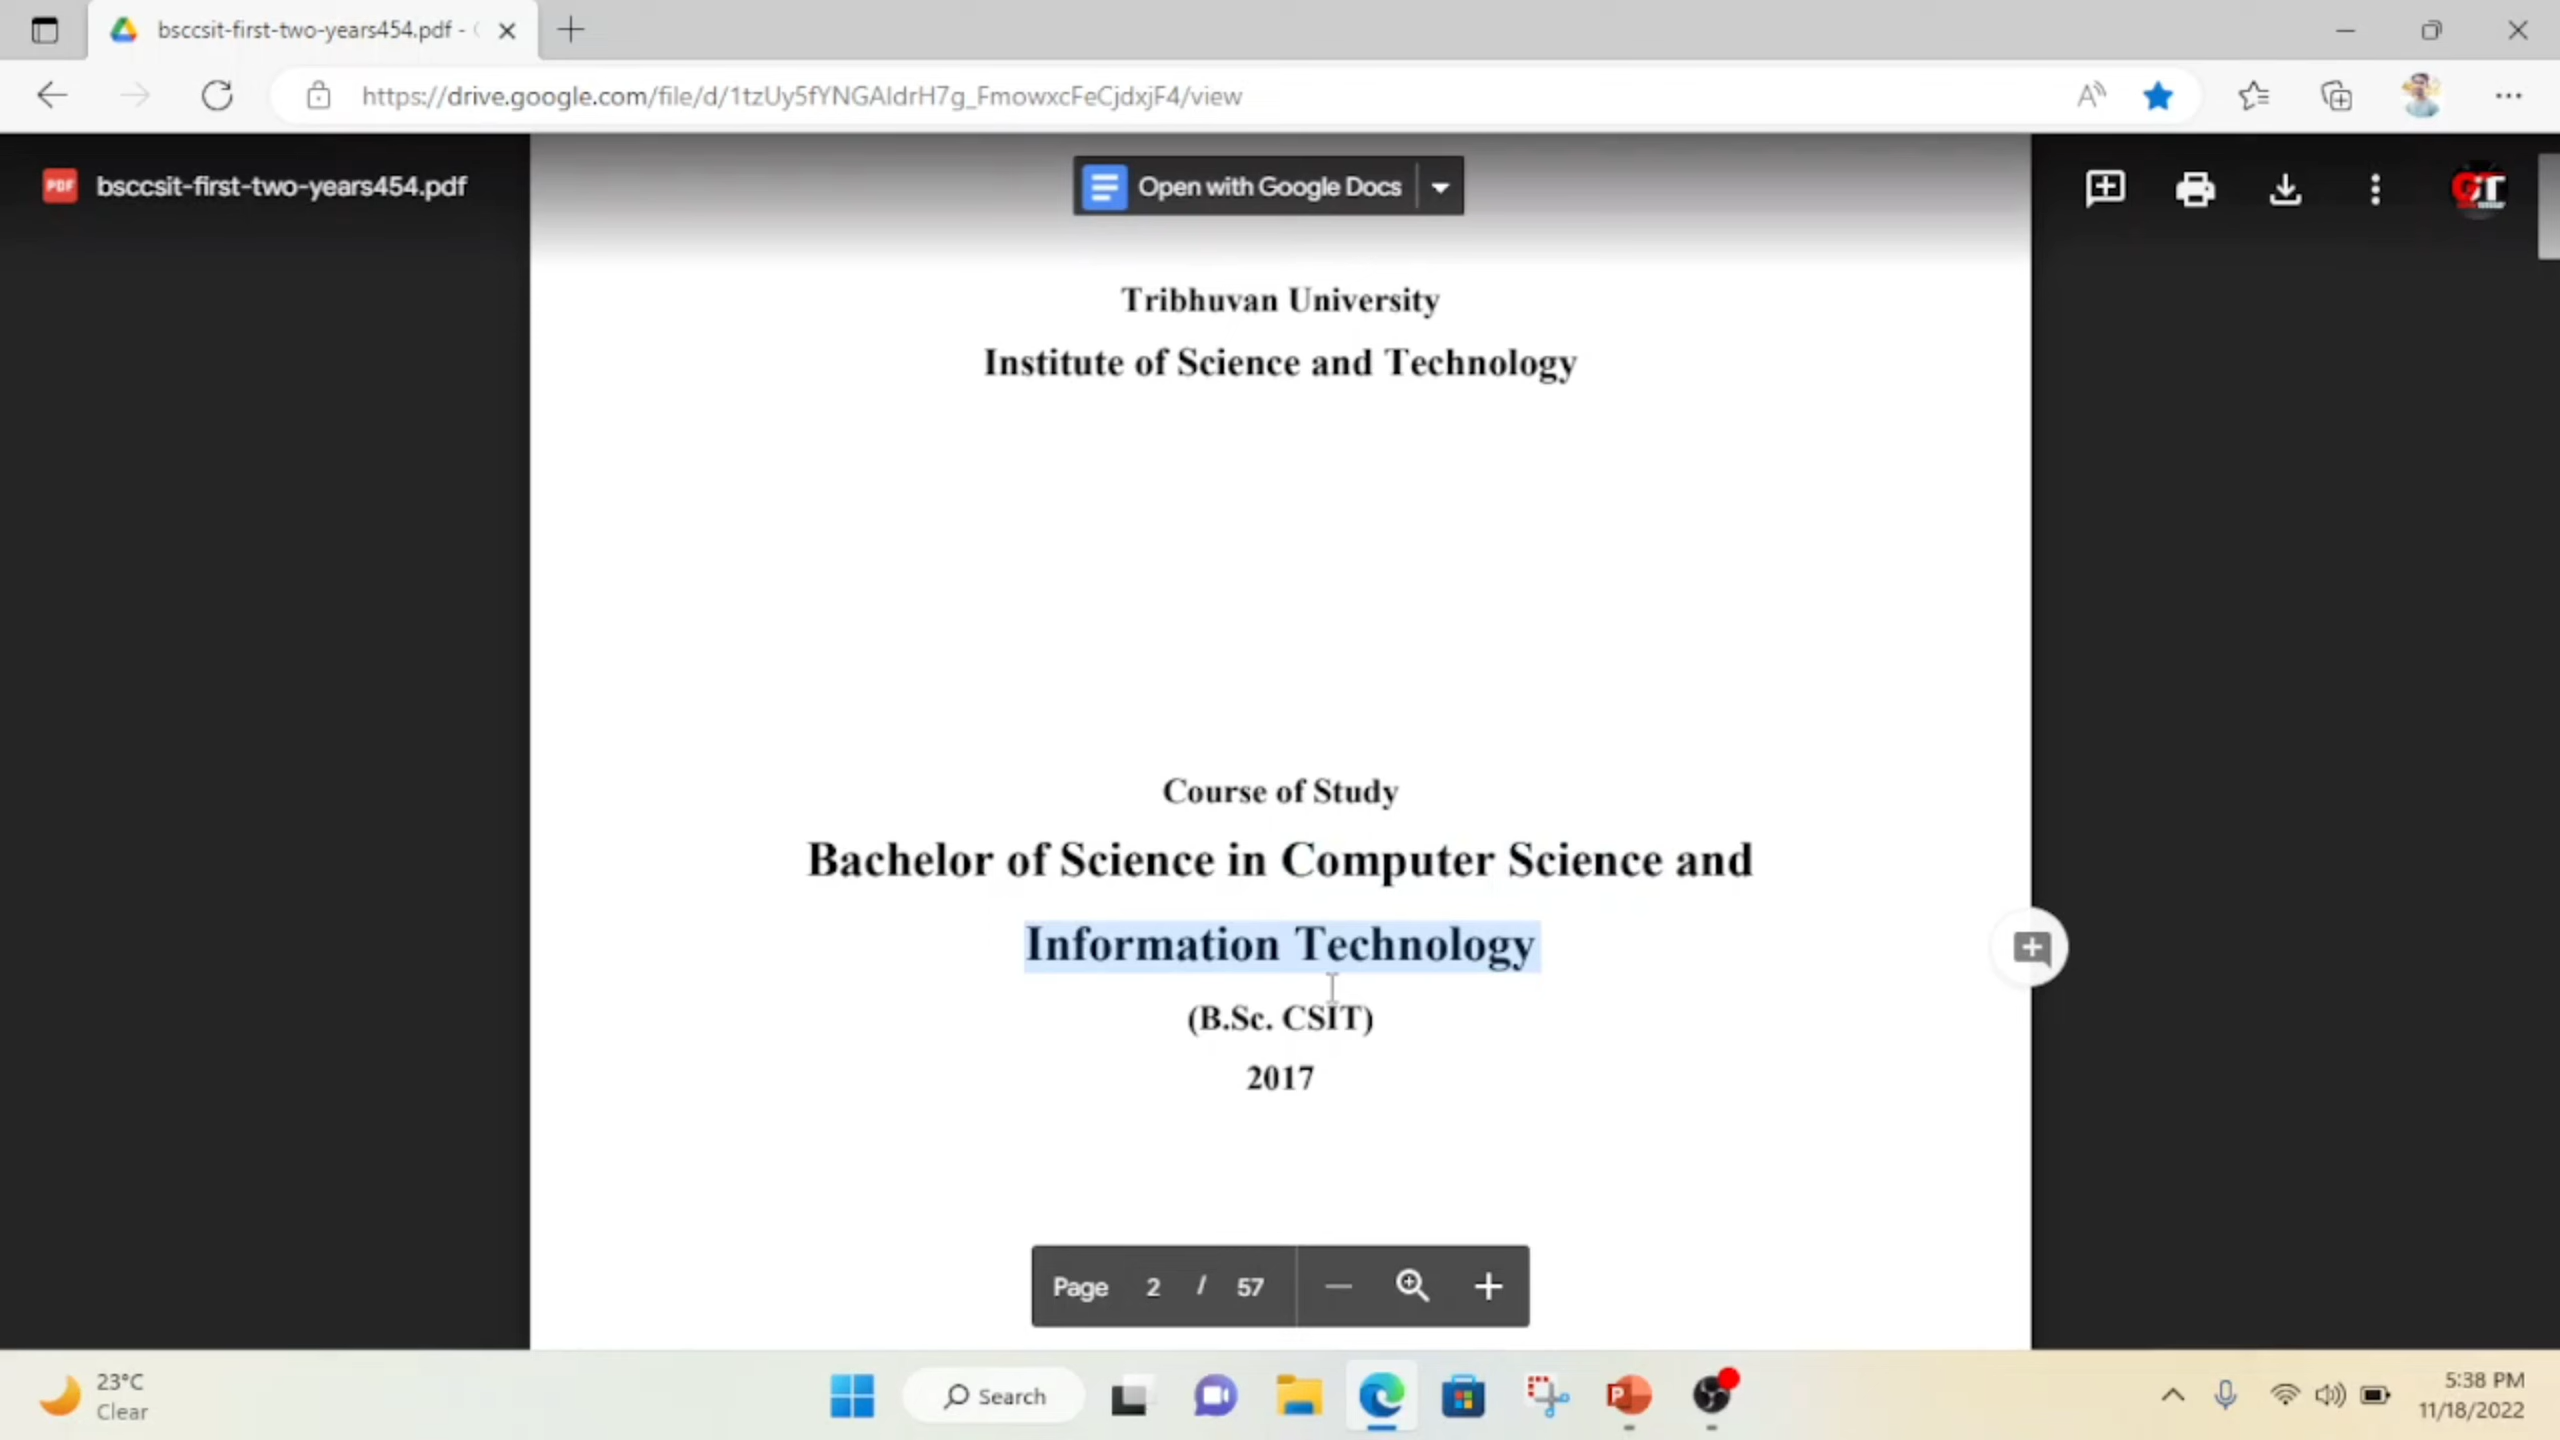 bsccsit-first-two-years454.pdf -
https://drive.google.com/file/d/1tzUy5fYNGAldrH7g_FmowxcFeCjdxjF4/view
PDF bsccsit-first-two-years454.pdf
Open with Google Docs
Tribhuvan University
Institute of Science and Technology
Course of Study
Bachelor of Science in Computer Science and
Information Technology
(B.Sc. CSIT)
2017
Page 2 / 57
23°C
Clear
Search
5:38 PM
11/18/2022